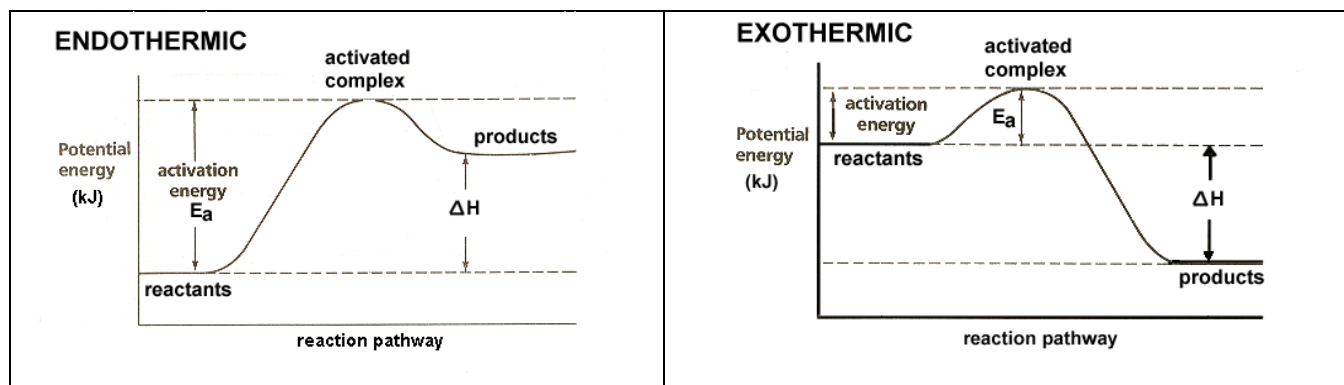 ENDOTHERMIC
activated
complex
products
Potential
energy
(kJ)
activation
energy
Ea
ΔH
reactants
reaction pathway
EXOTHERMIC
activated
complex
activation
energy
Ea
Potential
energy
(kJ)
reactants
ΔH
products
reaction pathway